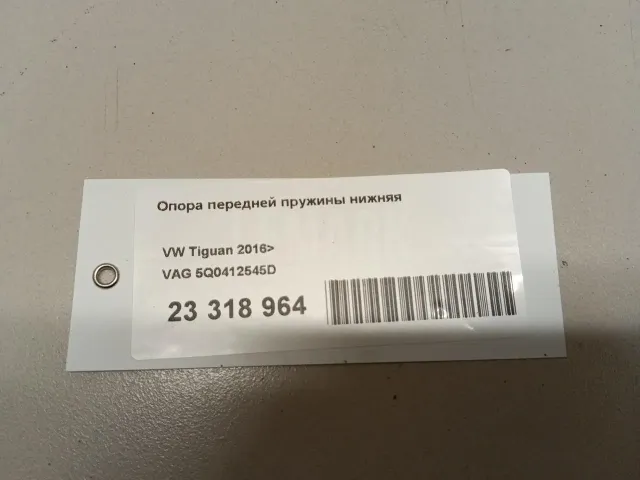 Опора передней пружины нижняя
VW Tiguan 2016>
VAG 5Q0412545D
23 318 964